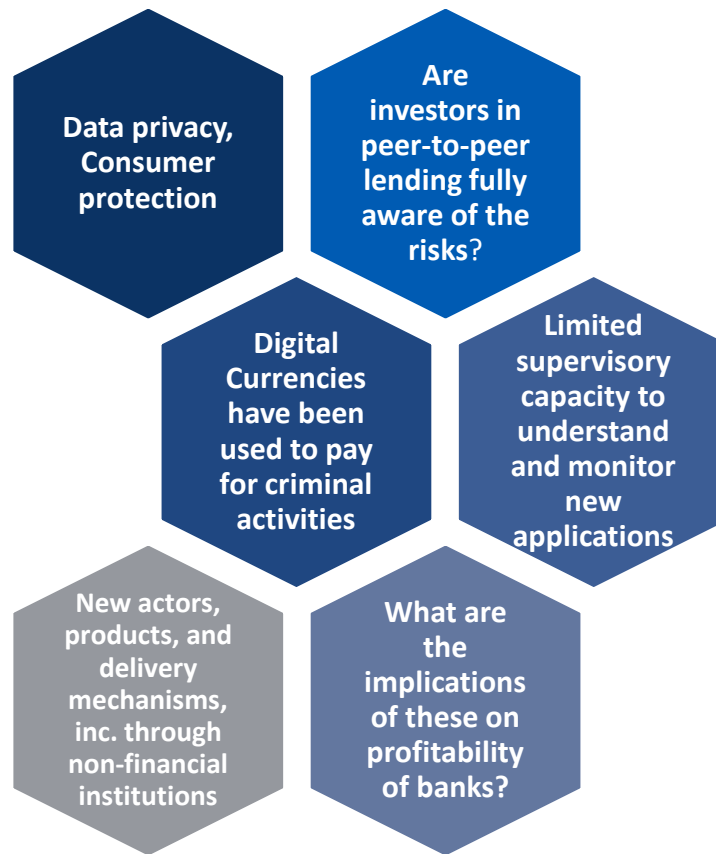 Data privacy,
Consumer
protection
Are
investors in
peer-to-peer
lending fully
aware of the
risks?
Digital
Currencies
have been
used to pay
for criminal
activities
Limited
supervisory
capacity to
understand
and monitor
new
applications
New actors,
products, and
delivery
mechanisms,
inc. through
non-financial
institutions
What are
the
implications
of these on
profitability
of banks?